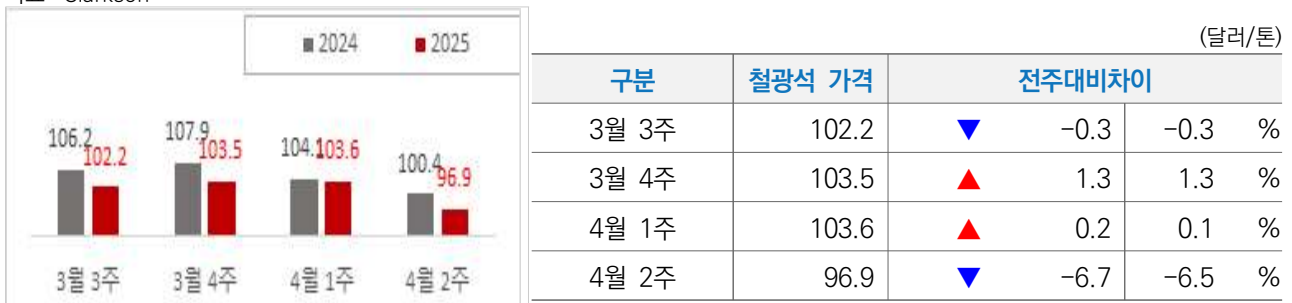 Clarkson
■ 2024 ■ 2025
106.2 102.2 107.9 103.5 104.1 103.6 100.4 96.9
3월 3주 3월 4주 4월 1주 4월 2주
(달러/톤)
구분 철광석 가격 전주대비차이
3월 3주 102.2 ▼ -0.3 -0.3 %
3월 4주 103.5 ▲ 1.3 1.3 %
4월 1주 103.6 ▲ 0.2 0.1 %
4월 2주 96.9 ▼ -6.7 -6.5 %